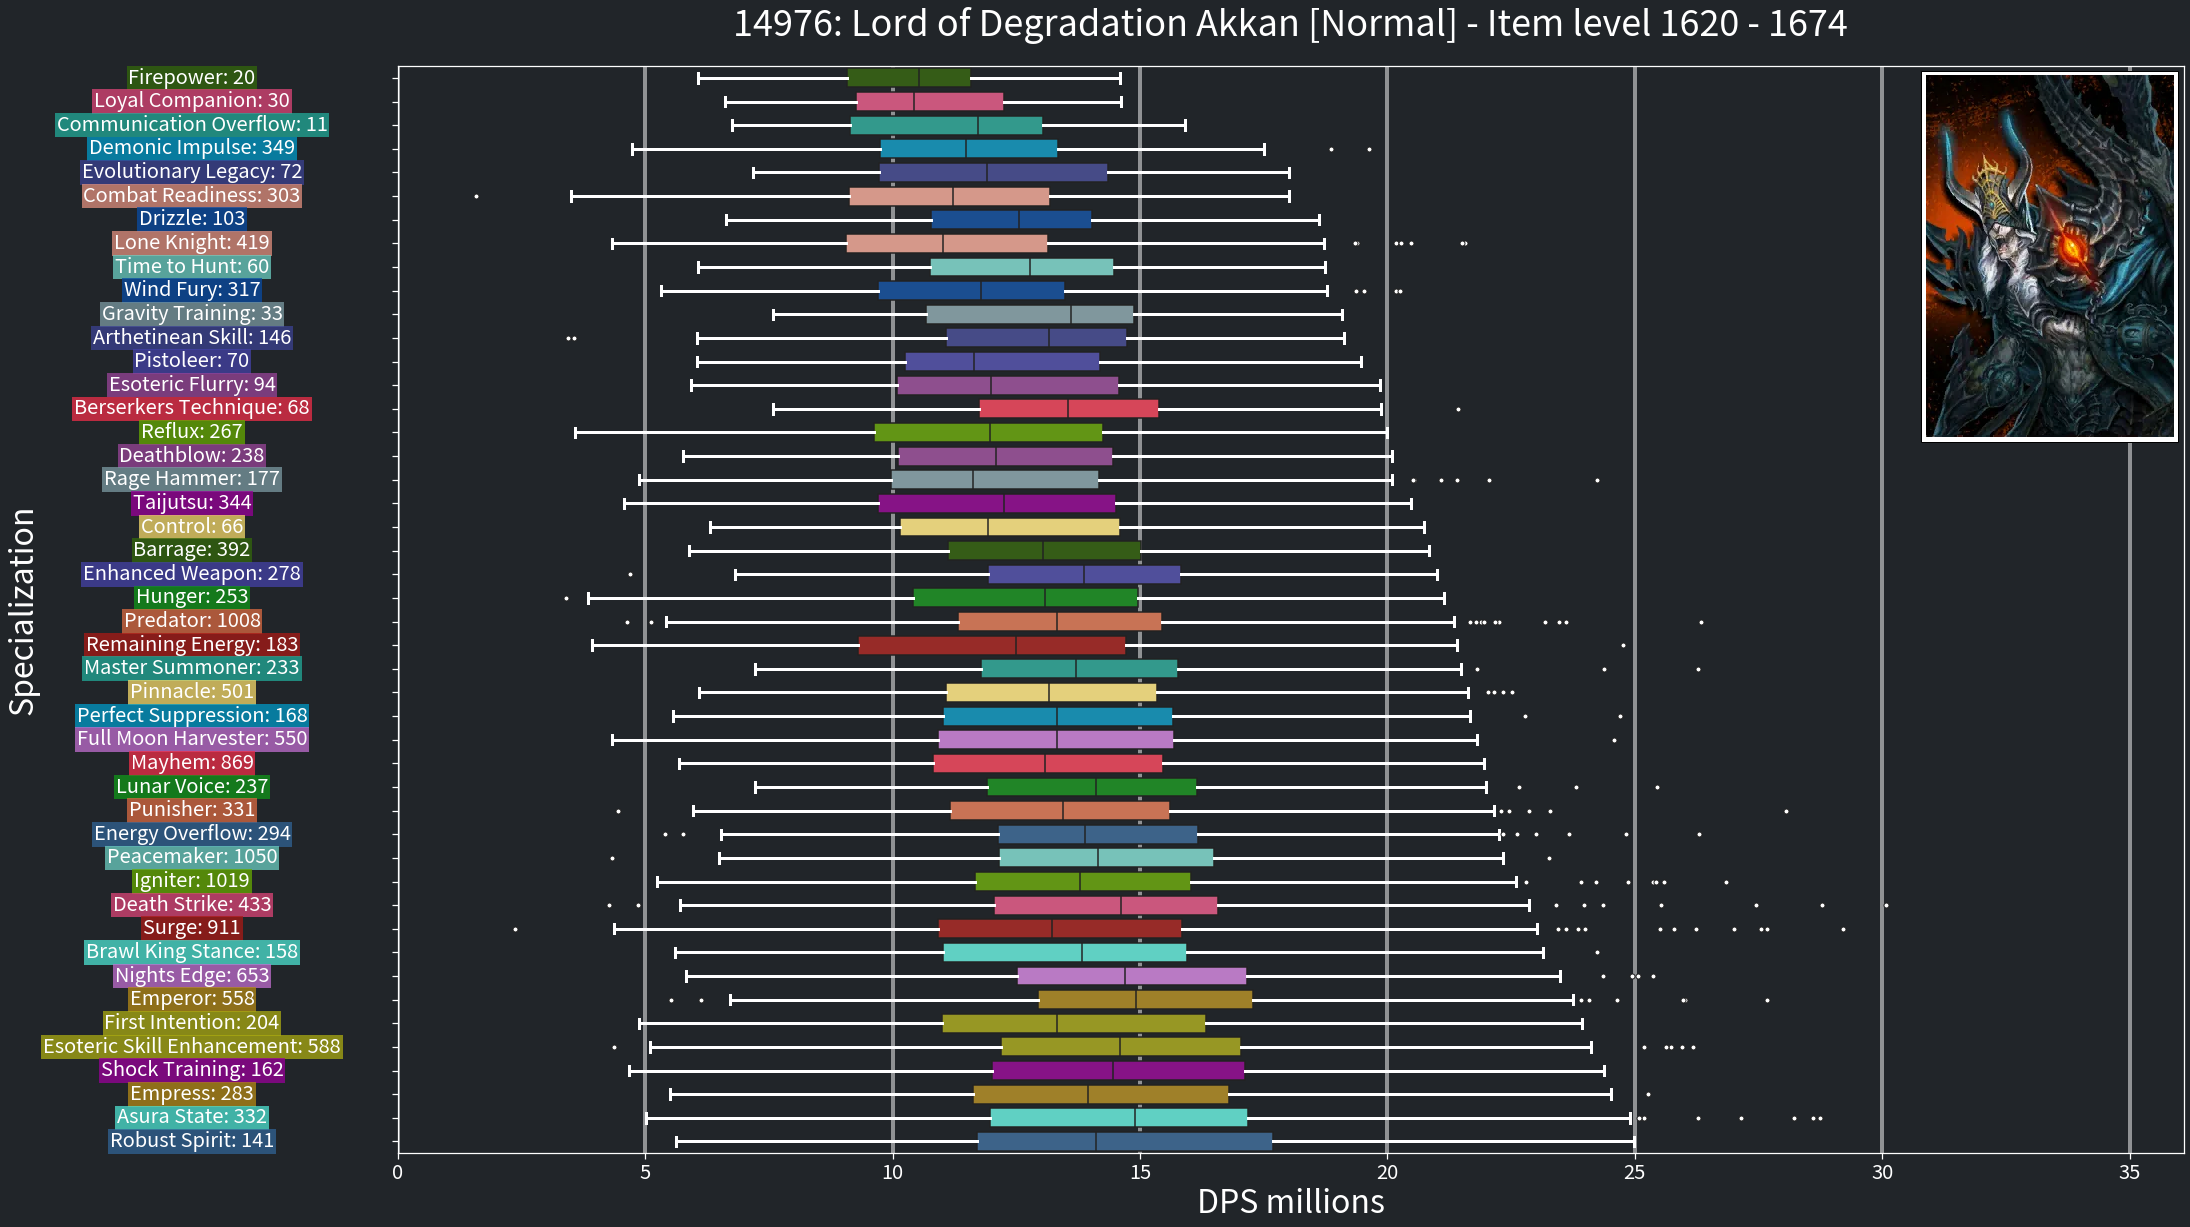 14976: Lord of Degradation Akkan [Normal] - Item level 1620 - 1674
Firepower: 20
Loyal Companion: 30
Communication Overflow: 11
Demonic Impulse: 349
Evolutionary Legacy: 72
Combat Readiness: 303
Drizzle: 103
Lone Knight: 419
Time to Hunt: 60
Wind Fury: 317
Gravity Training: 33
Arthetinean Skill: 146
Pistoleer: 70
Esoteric Flurry: 94
Berserkers Technique: 68
Reflux: 267
Deathblow: 238
Rage Hammer: 177
Taijutsu: 344
Control: 66
Barrage: 392
Enhanced Weapon: 278
Hunger: 253
Predator: 1008
Remaining Energy: 183
Master Summoner: 233
Pinnacle: 501
Perfect Suppression: 168
Full Moon Harvester: 550
Mayhem: 869
Lunar Voice: 237
Punisher: 331
Energy Overflow: 294
Peacemaker: 1050
Igniter: 1019
Death Strike: 433
Surge: 911
Brawl King Stance: 158
Nights Edge: 653
Emperor: 558
First Intention: 204
Esoteric Skill Enhancement: 588
Shock Training: 162
Empress: 283
Asura State: 332
Robust Spirit: 141
Specialization
0 5 10 15 20 25 30 35
DPS millions